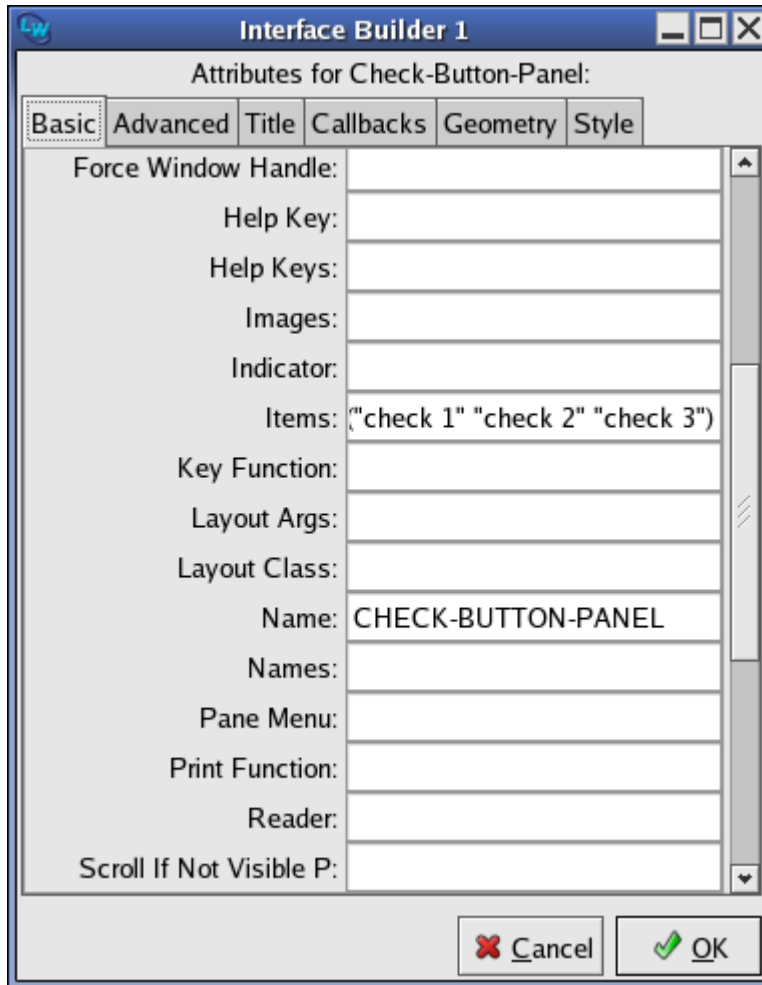 LW
Interface Builder 1
Attributes for Check-Button-Panel:
Basic Advanced Title Callbacks Geometry Style
Force Window Handle:
Help Key:
Help Keys:
Images:
Indicator:
Items: ("check 1" "check 2" "check 3")
Key Function:
Layout Args:
Layout Class:
Name: CHECK-BUTTON-PANEL
Names:
Pane Menu:
Print Function:
Reader:
Scroll If Not Visible P:
Cancel OK